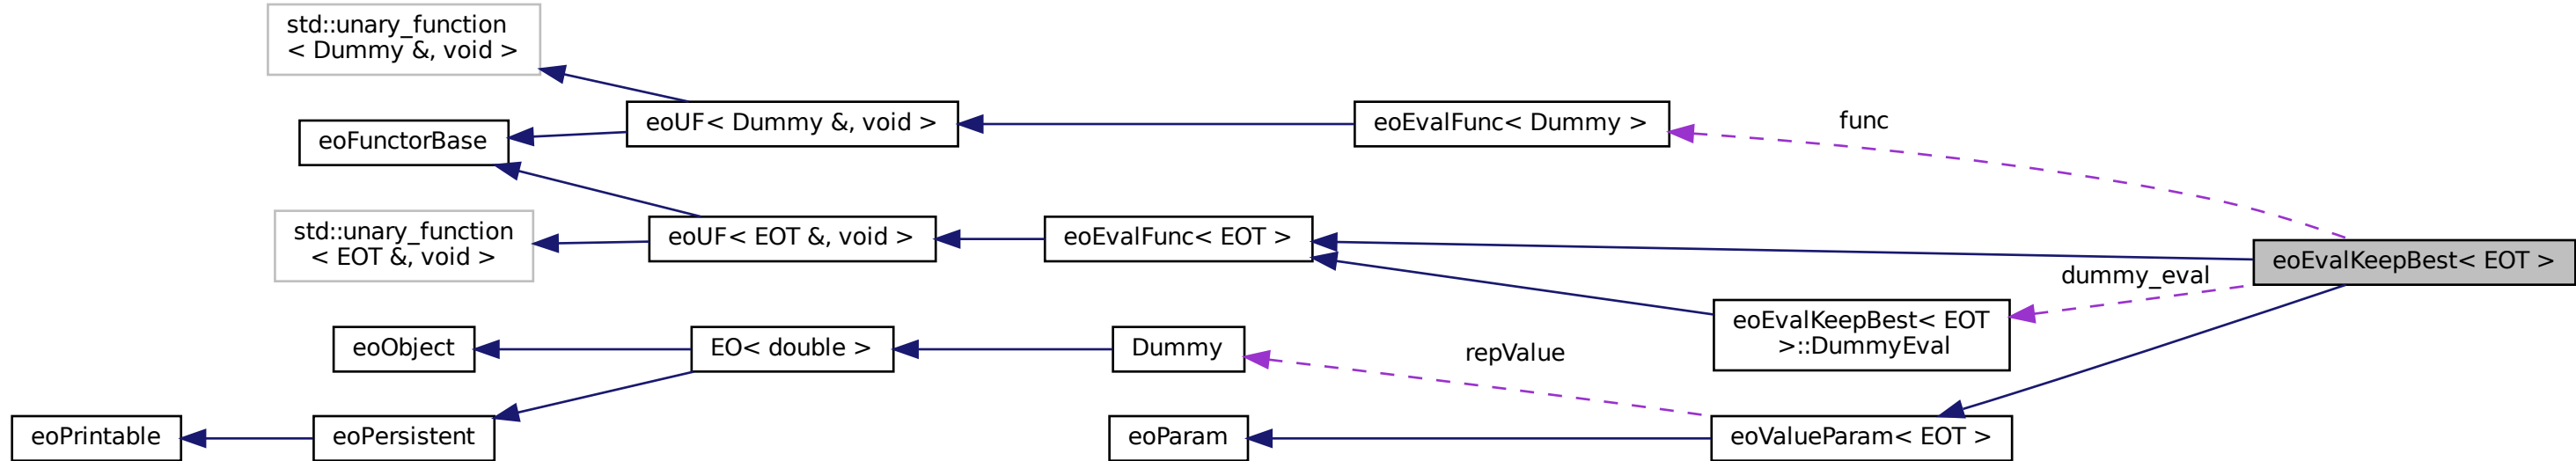 std::unary_function
< Dummy &, void >
eoUF< Dummy &, void >
eoEvalFunc< Dummy >
func
eoFunctorBase
std::unary_function
< EOT &, void >
eoUF< EOT &, void >
eoEvalFunc< EOT >
eoEvalKeepBest< EOT >
dummy_eval
eoEvalKeepBest< EOT
>::DummyEval
eoObject
EO< double >
Dummy
repValue
eoPrintable
eoPersistent
eoParam
eoValueParam< EOT >